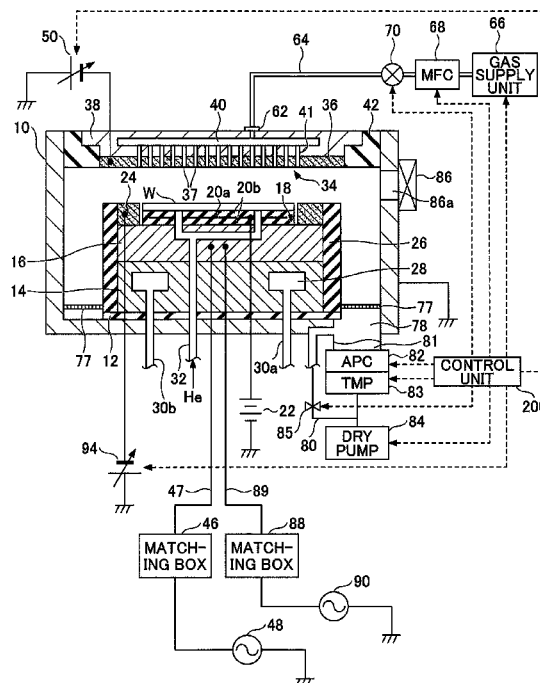 50
64
70
68
66
MFC
GAS
SUPPLY
UNIT
38
10
40
62
41
36
42
86
86a
24
W
37
34
20a
20b
18
16
26
14
28
77
77
78
12
81
32
30b
30a
He
APC
82
TMP
83
CONTROL
UNIT
22
85
80
84
DRY
PUMP
94
47
89
46
88
MATCH-
ING BOX
MATCH-
ING BOX
90
48